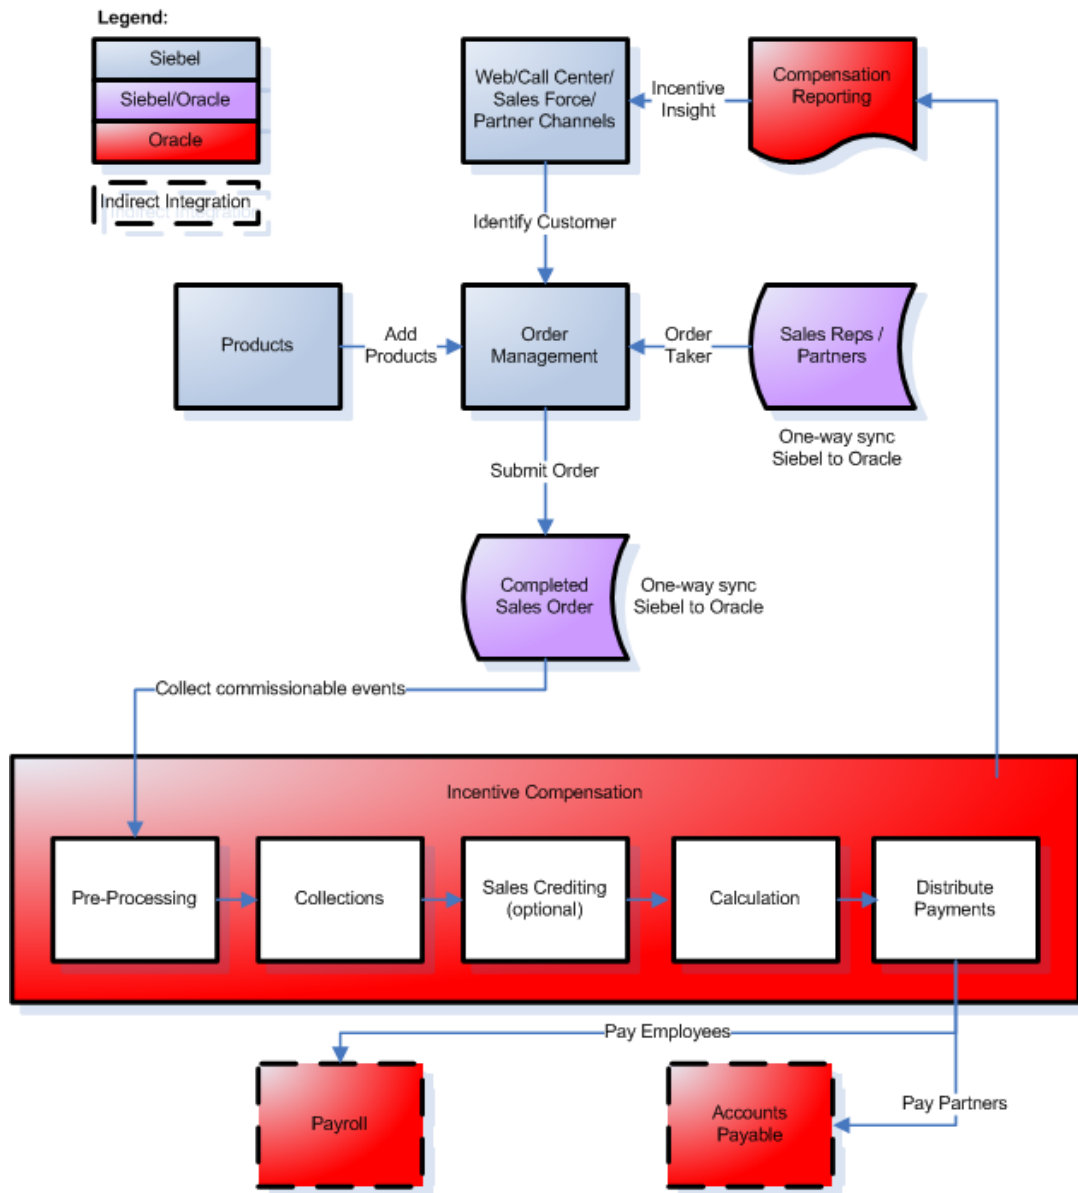 Legend:
Siebel
Siebel/Oracle
Oracle
Indirect Integration
Web/Call Center/
Sales Force/
Partner Channels
Incentive
Insight
Compensation
Reporting
Identify Customer
Products
Add
Products
Order
Management
Order
Taker
Sales Reps /
Partners
One-way sync
Siebel to Oracle
Submit Order
Completed
Sales Order
One-way sync
Siebel to Oracle
Collect commissionable events
Incentive Compensation
Pre-Processing
Collections
Sales Crediting
(optional)
Calculation
Distribute
Payments
Pay Employees
Payroll
Accounts
Payable
Pay Partners